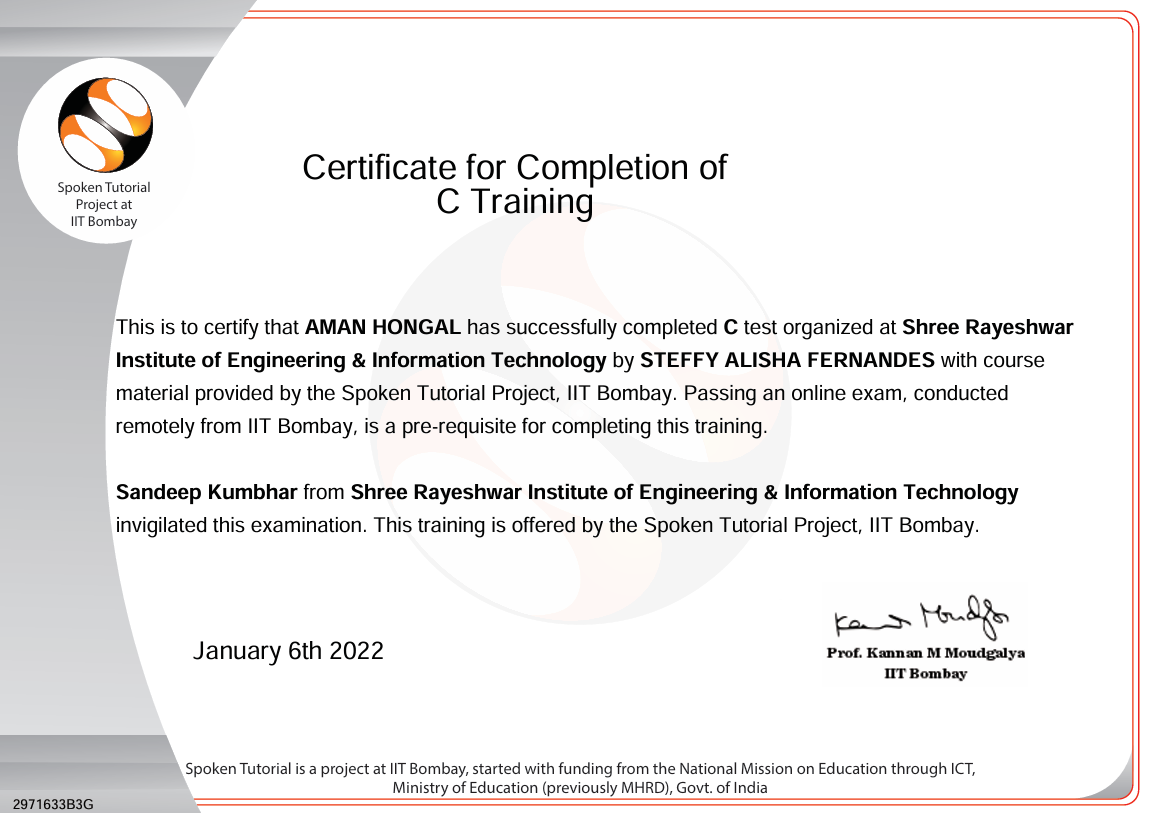 Spoken Tutorial
Project at
IIT Bombay
Certificate for Completion of
C Training
This is to certify that AMAN HONGAL has successfully completed C test organized at Shree Rayeshwar
Institute of Engineering & Information Technology by STEFFY ALISHA FERNANDES with course
material provided by the Spoken Tutorial Project, IIT Bombay. Passing an online exam, conducted
remotely from IIT Bombay, is a pre-requisite for completing this training.
Sandeep Kumbhar from Shree Rayeshwar Institute of Engineering & Information Technology
invigilated this examination. This training is offered by the Spoken Tutorial Project, IIT Bombay.
January 6th 2022
Prof. Kannan M Moudgalya
IIT Bombay
Spoken Tutorial is a project at IIT Bombay, started with funding from the National Mission on Education through ICT,
Ministry of Education (previously MHRD), Govt. of India
2971633B3G